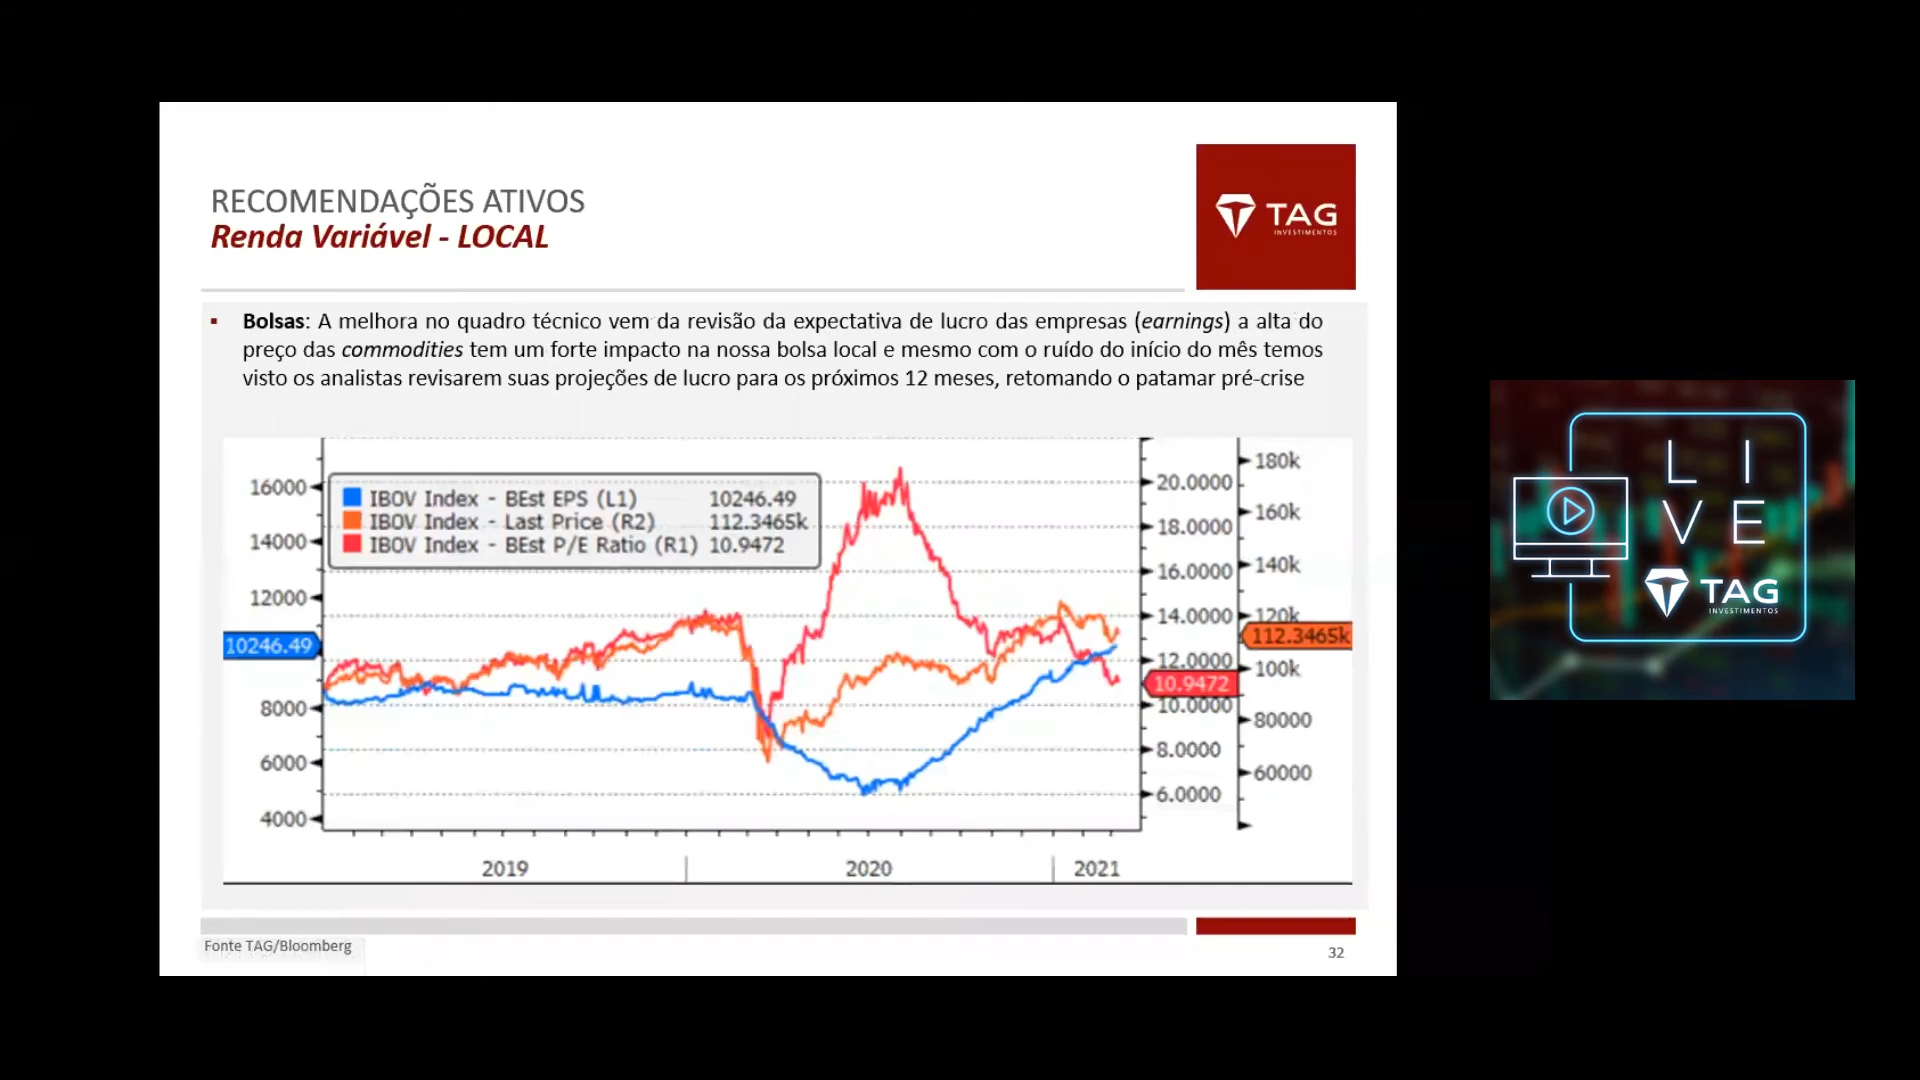 RECOMENDAÇÕES ATIVOS
Renda Variável - LOCAL
TAG
INVESTIMENTOS
▪ Bolsas: A melhora no quadro técnico vem da revisão da expectativa de lucro das empresas (earnings) a alta do
preço das commodities tem um forte impacto na nossa bolsa local e mesmo com o ruído do início do mês temos
visto os analistas revisarem suas projeções de lucro para os próximos 12 meses, retomando o patamar pré-crise
IBOV Index - BEst EPS (L1) 10246.49
IBOV Index - Last Price (R2) 112.3465k
IBOV Index - BEst P/E Ratio (R1) 10.9472
16000
14000
12000
10246.49
8000
6000
4000
20.0000
18.0000
16.0000
14.0000
12.0000
10.9472
10.0000
8.0000
6.0000
180k
160k
140k
120k
112.3465k
100k
80000
60000
2019
2020
2021
Fonte TAG/Bloomberg
32
L I
V E
TAG
INVESTIMENTOS